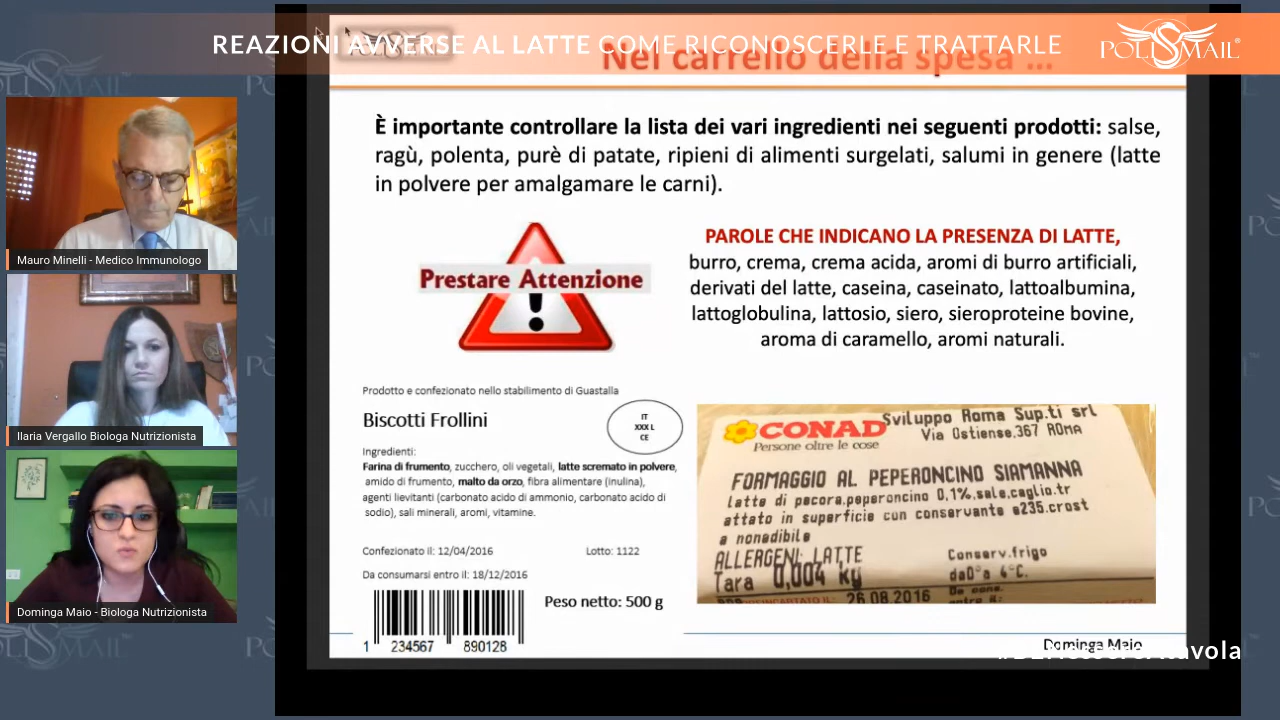 REAZIONI AVVERSE AL LATTE COME RICONOSCERLE E TRATTARLE
POLISMAIL®
Nel carrello della spesa ...
È importante controllare la lista dei vari ingredienti nei seguenti prodotti: salse,
ragù, polenta, purè di patate, ripieni di alimenti surgelati, salumi in genere (latte
in polvere per amalgamare le carni).
Prestare Attenzione
PAROLE CHE INDICANO LA PRESENZA DI LATTE,
burro, crema, crema acida, aromi di burro artificiali,
derivati del latte, caseina, caseinato, lattoalbumina,
lattoglobulina, lattosio, siero, sieroproteine bovine,
aroma di caramello, aromi naturali.
Prodotto e confezionato nello stabilimento di Guastalla
Biscotti Frollini
IT
XXX L
CE
Ingredienti:
Farina di frumento, zucchero, oli vegetali, latte scremato in polvere,
amido di frumento, malto da orzo, fibra alimentare (inulina),
agenti lievitanti (carbonato acido di ammonio, carbonato acido di
sodio), sali minerali, aromi, vitamine.
Confezionato il: 12/04/2016
Lotto: 1122
Da consumarsi entro il: 18/12/2016
Peso netto: 500 g
1 234567 890128
CONAD
Persone oltre le cose
Sviluppo Roma Sup.ti srl
Via Ostiense,367 ROma
FORMAGGIO AL PEPERONCINO SIAMANNA
latte di pecora,peperoncino 0,1%,sale,caglio.tr
attato in superficie con conservante e235.crost
a nonedibile
ALLERGENI: LATTE
Tara 0,004 kg
Conserv.frigo
da0°a 4°C.
26.08.2016
Da cons.
entro il:
Dominga Maio
Mauro Minelli - Medico Immunologo
Ilaria Vergallo Biologa Nutrizionista
Dominga Maio - Biologa Nutrizionista